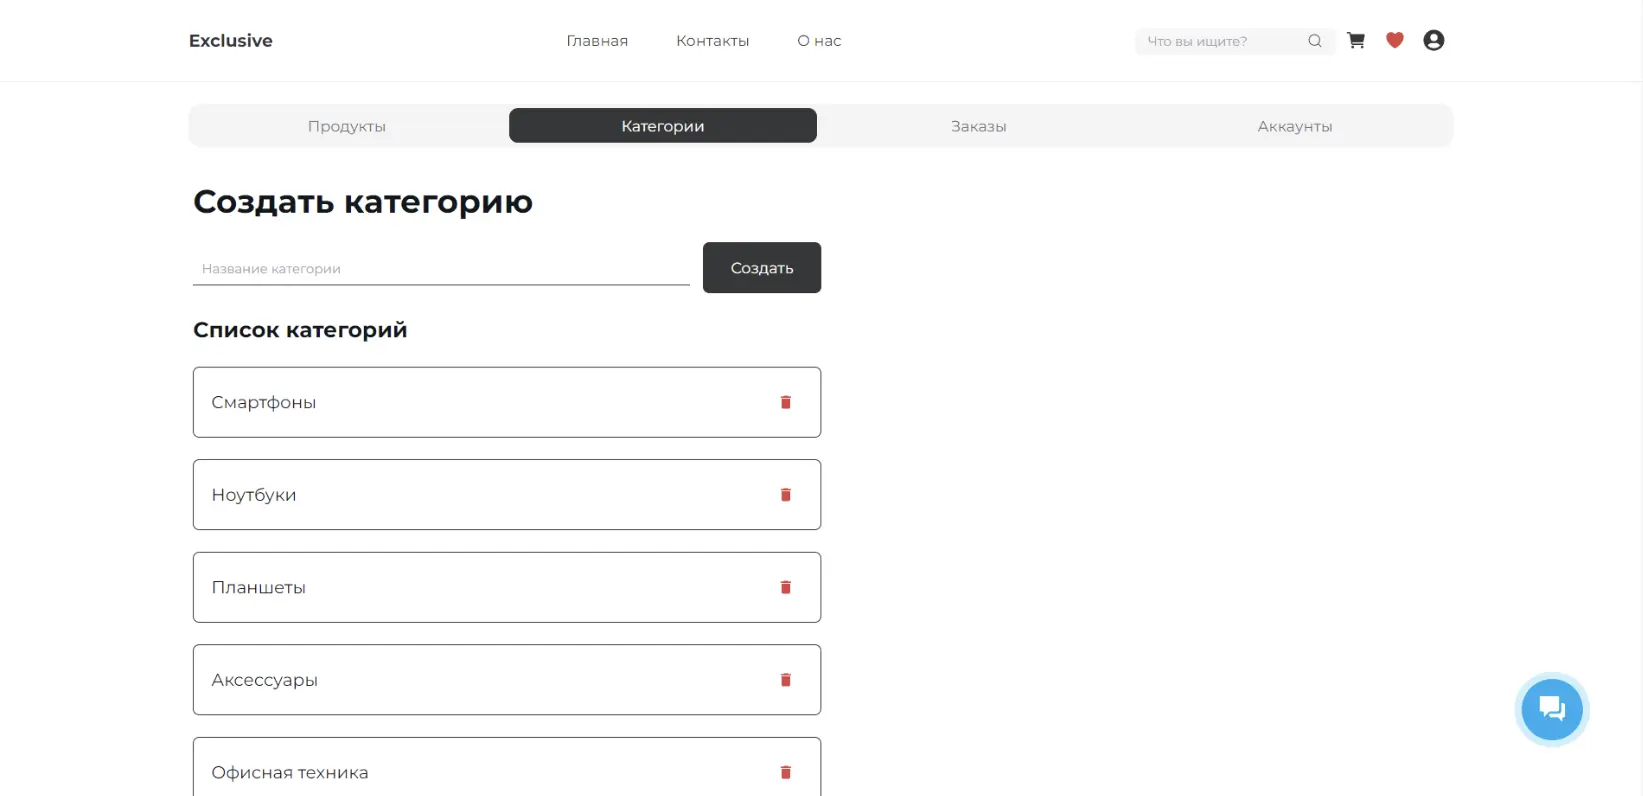 Exclusive
Главная Контакты О нас
Что вы ищите?
Продукты Категории Заказы Аккаунты
Создать категорию
Название категории
Создать
Список категорий
Смартфоны
Ноутбуки
Планшеты
Аксессуары
Офисная техника